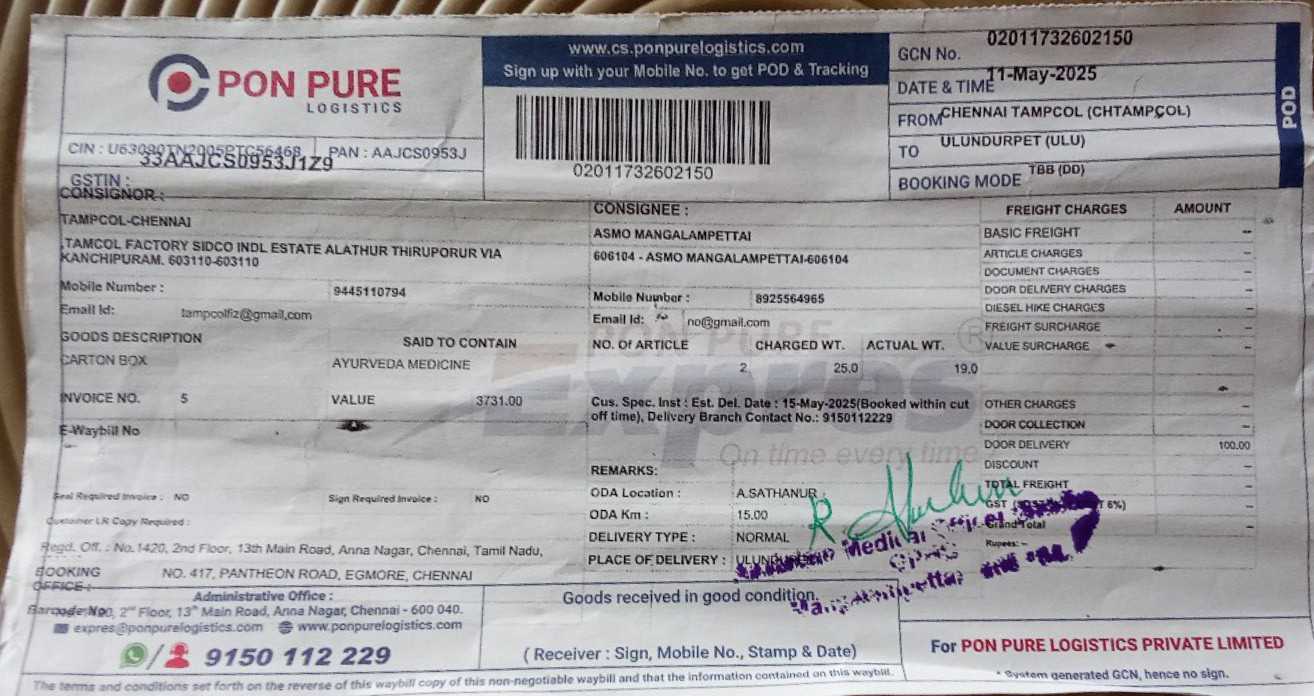 PON PURE
LOGISTICS
CIN : U63090TN2005PTC56468 PAN : AAJCS0953J
33AAJCS0953J1Z9
GSTIN :
www.cs.ponpurelogistics.com
Sign up with your Mobile No. to get POD & Tracking
02011732602150
GCN No. 02011732602150
DATE & TIME 11-May-2025
FROM CHENNAI TAMPCOL (CHTAMPCOL)
TO ULUNDURPET (ULU)
BOOKING MODE TBB (DD)
POD
CONSIGNOR :
TAMPCOL-CHENNAI
,TAMCOL FACTORY SIDCO INDL ESTATE ALATHUR THIRUPORUR VIA
KANCHIPURAM. 603110-603110
Mobile Number : 9445110794
Email Id: tampcolfiz@gmail,com
GOODS DESCRIPTION SAID TO CONTAIN
CARTON BOX AYURVEDA MEDICINE
INVOICE NO. 5 VALUE 3731.00
E-Waybill No
Seal Required Invoice : NO Sign Required Invoice : NO
Customer LR Copy Required :
CONSIGNEE :
ASMO MANGALAMPETTAI
606104 - ASMO MANGALAMPETTAI-606104
Mobile Number : 8925564965
Email Id: no@gmail.com
NO. Of ARTICLE CHARGED WT. ACTUAL WT.
2 25.0 19.0
Cus. Spec. Inst : Est. Del. Date : 15-May-2025(Booked within cut
off time), Delivery Branch Contact No.: 9150112229
PON PURE
Expres
®
On time every time
REMARKS:
ODA Location : A.SATHANUR
ODA Km : 15.00
DELIVERY TYPE : NORMAL
PLACE OF DELIVERY :
Medical Officer
FREIGHT CHARGES AMOUNT
BASIC FREIGHT --
ARTICLE CHARGES –
DOCUMENT CHARGES –
DOOR DELIVERY CHARGES –
DIESEL HIKE CHARGES –
FREIGHT SURCHARGE –
VALUE SURCHARGE –
OTHER CHARGES –
DOOR COLLECTION –
DOOR DELIVERY 100.00
DISCOUNT –
TOTAL FREIGHT –
GST 6%)
Grand Total
Rupees: –
Regd. Off. : No.1420, 2nd Floor, 13th Main Road, Anna Nagar, Chennai, Tamil Nadu,
BOOKING OFFICE : NO. 417, PANTHEON ROAD, EGMORE, CHENNAI
Administrative Office :
2nd Floor, 13th Main Road, Anna Nagar, Chennai - 600 040.
expres@ponpurelogistics.com www.ponpurelogistics.com
9150 112 229
Goods received in good condition.
( Receiver : Sign, Mobile No., Stamp & Date)
For PON PURE LOGISTICS PRIVATE LIMITED
* System generated GCN, hence no sign.
The terms and conditions set forth on the reverse of this waybill copy of this non-negotiable waybill and that the information contained on this waybill.